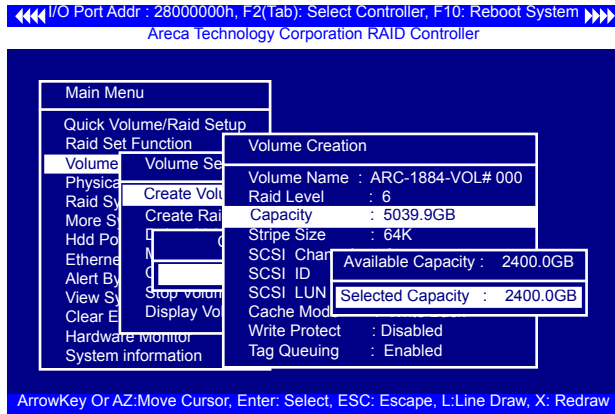 I/O Port Addr : 28000000h, F2(Tab): Select Controller, F10: Reboot System
Areca Technology Corporation RAID Controller
Main Menu
Quick Volume/Raid Setup
Raid Set Function
Volume
Physica
Raid Sy
More Sy
Hdd Po
Etherne
Alert By
View Sy
Clear E
Hardware Monitor
System information
Volume Se
Create Volu
Create Rai
Stop Volum
Display Vol
Volume Creation
Volume Name : ARC-1884-VOL# 000
Raid Level : 6
Capacity : 5039.9GB
Stripe Size : 64K
SCSI Chan
SCSI ID
SCSI LUN
Cache Mode
Write Protect : Disabled
Tag Queuing : Enabled
Available Capacity : 2400.0GB
Selected Capacity : 2400.0GB
ArrowKey Or AZ:Move Cursor, Enter: Select, ESC: Escape, L:Line Draw, X: Redraw